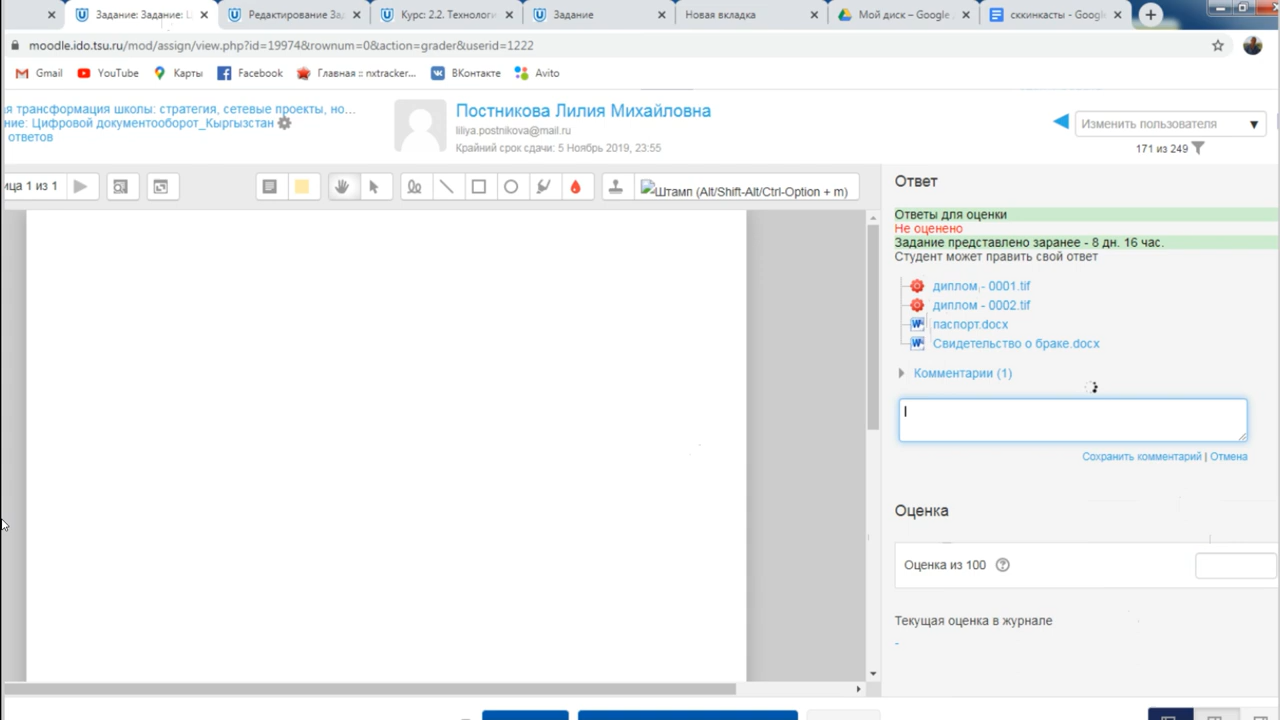 Задание: Задание: L
Редактирование За
Курс: 2.2. Технологи
Задание
Новая вкладка
Мой диск – Google
сккинкасты - Googl
moodle.ido.tsu.ru/mod/assign/view.php?id=19974&rownum=0&action=grader&userid=1222
Gmail
YouTube
Карты
Facebook
Главная :: nxtracker...
ВКонтакте
Avito
ая трансформация школы: стратегия, сетевые проекты, но...
ние: Цифровой документооборот_Кыргызстан
ответов
Постникова Лилия Михайловна
liliya.postnikova@mail.ru
Крайний срок сдачи: 5 Ноябрь 2019, 23:55
Изменить пользователя
171 из 249
ица 1 из 1
Штамп (Alt/Shift-Alt/Ctrl-Option + m)
Ответ
Ответы для оценки
Не оценено
Задание представлено заранее - 8 дн. 16 час.
Студент может править свой ответ
диплом - 0001.tif
диплом - 0002.tif
паспорт.docx
Свидетельство о браке.docx
Комментарии (1)
Сохранить комментарий | Отмена
Оценка
Оценка из 100
Текущая оценка в журнале
-